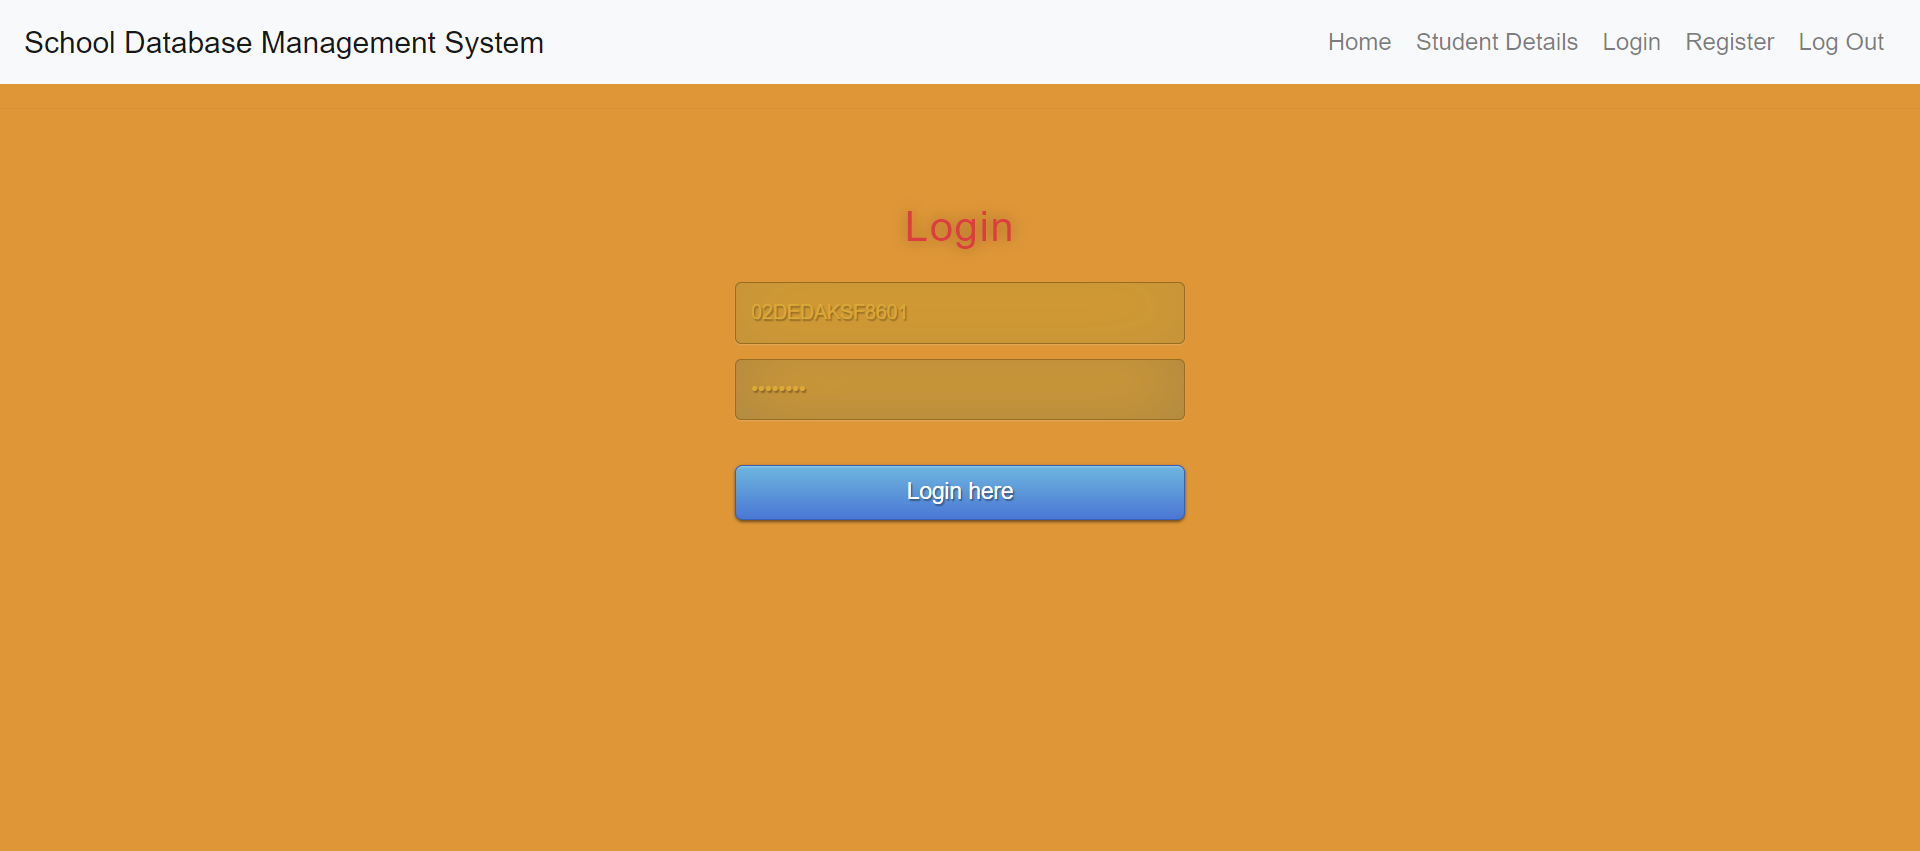 School Database Management System
Home Student Details Login Register Log Out
Login
02DEDAKSF8601
••••••••
Login here